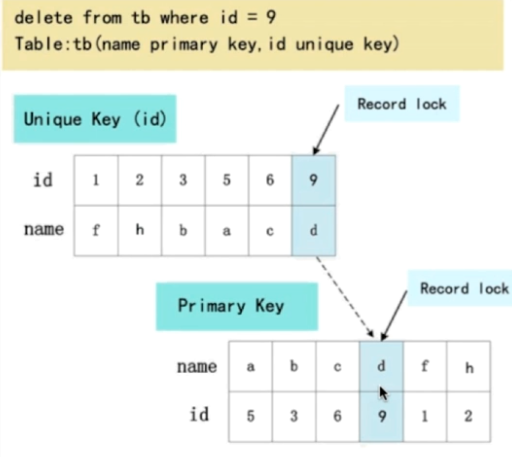 delete from tb where id = 9
Table:tb(name primary key,id unique key)
Record lock
Unique Key (id)
id 1 2 3 5 6 9
name f h b a c d
Record lock
Primary Key
name a b c d f h
id 5 3 6 9 1 2